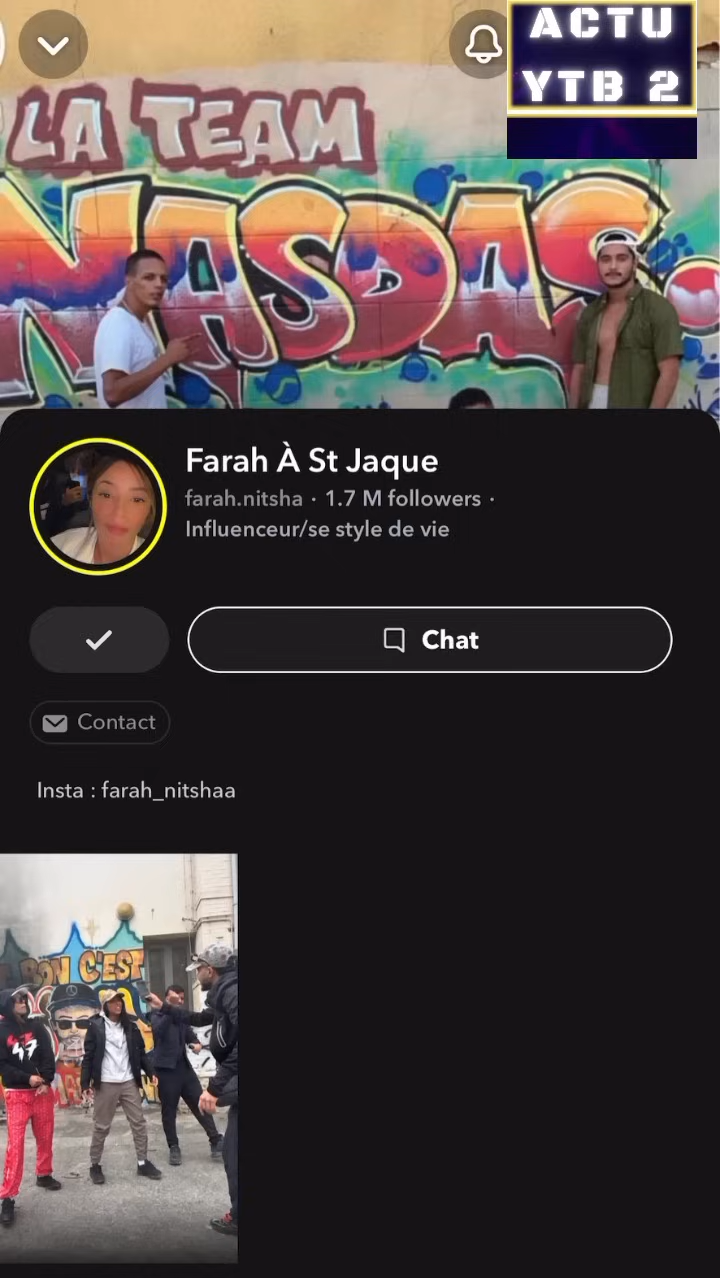 ACTU
YTB 2
LA TEAM
NASDAS
Farah À St Jaque
farah.nitsha · 1.7 M followers ·
Influenceur/se style de vie
Chat
Contact
Insta : farah_nitshaa
BON C'EST
47